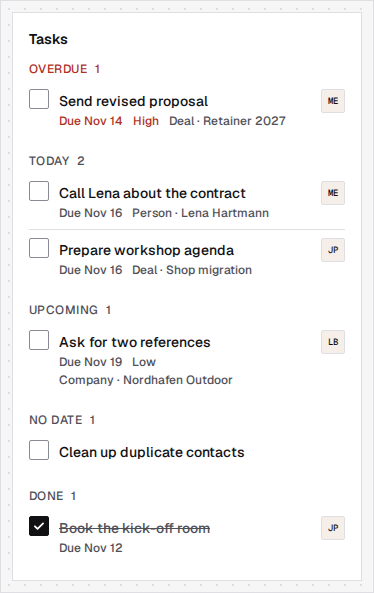 Tasks
OVERDUE 1
Send revised proposal ME
Due Nov 14 High Deal · Retainer 2027
TODAY 2
Call Lena about the contract ME
Due Nov 16 Person · Lena Hartmann
Prepare workshop agenda JP
Due Nov 16 Deal · Shop migration
UPCOMING 1
Ask for two references LB
Due Nov 19 Low
Company · Nordhafen Outdoor
NO DATE 1
Clean up duplicate contacts
DONE 1
Book the kick-off room JP
Due Nov 12